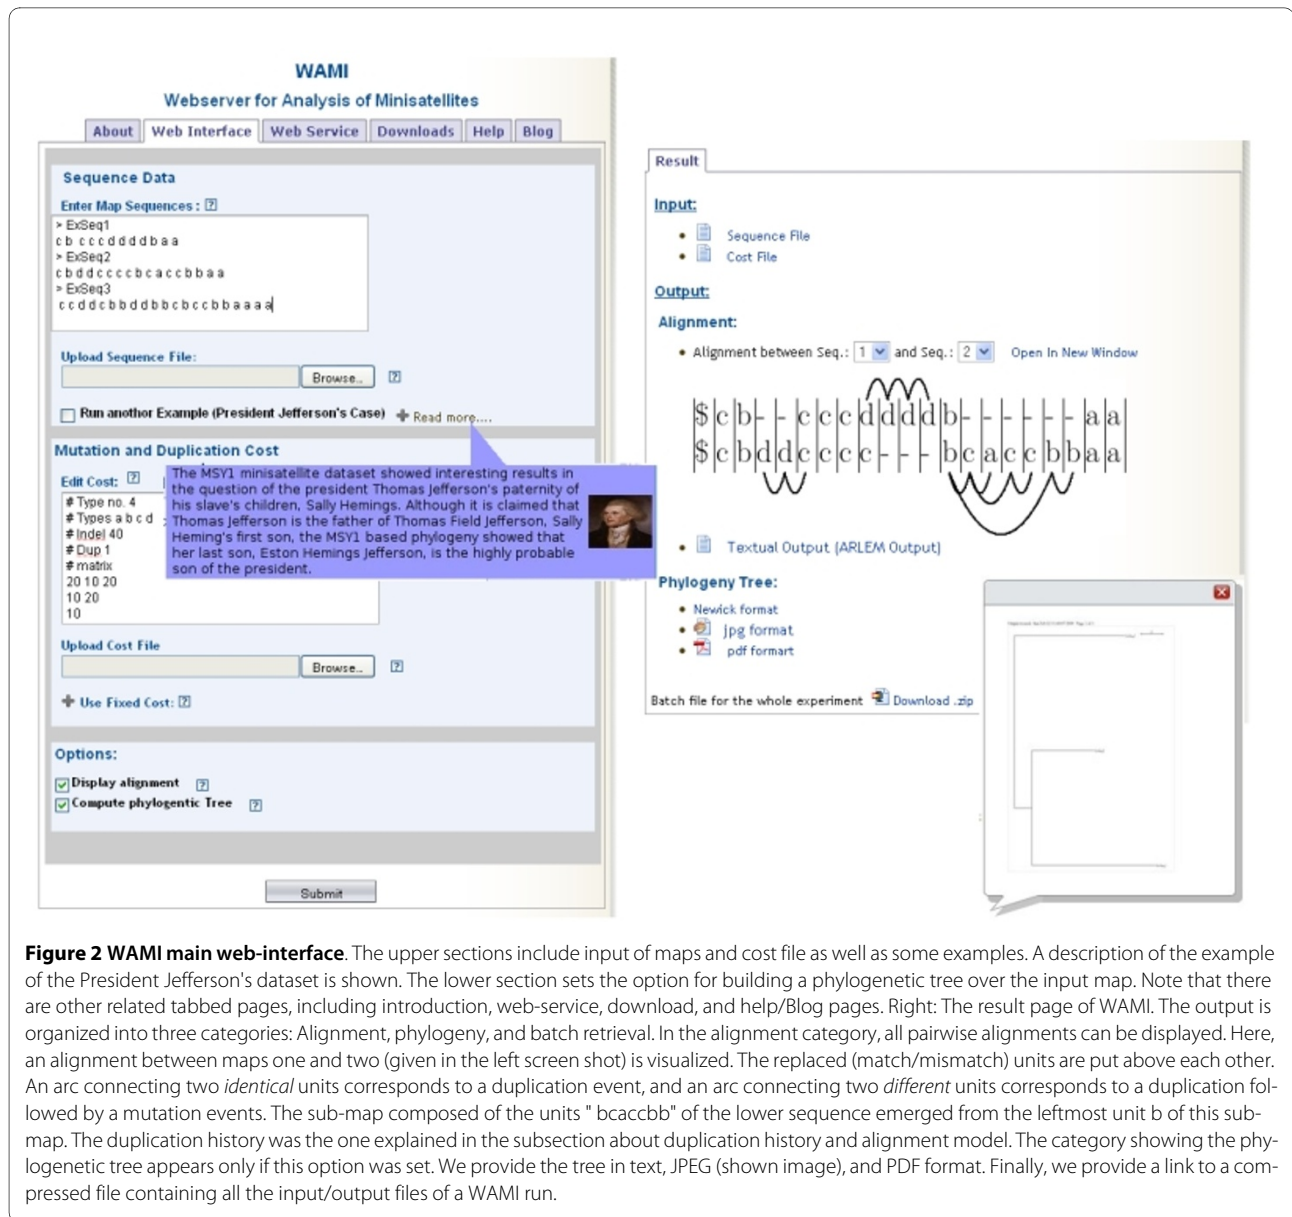 WAMI
Webserver for Analysis of Minisatellites
About Web Interface Web Service Downloads Help Blog
Sequence Data
Enter Map Sequences : ?
> ExSeq1
c b c c c d d d d b a a
> ExSeq2
c b d d c c c c b c a c c b b a a
> ExSeq3
c c d d c b b d d b b c b c c b b a a a a
Upload Sequence File:
Browse... ?
Run another Example (President Jefferson's Case) Read more....
Mutation and Duplication Cost
The MSY1 minisatellite dataset showed interesting results in
the question of the president Thomas Jefferson's paternity of
his slave's children, Sally Hemings. Although it is claimed that
Thomas Jefferson is the father of Thomas Field Jefferson, Sally
Heming's first son, the MSY1 based phylogeny showed that
her last son, Eston Hemings Jefferson, is the highly probable
son of the president.
Edit Cost: ?
# Type no. 4
# Types a b c d
# Indel 40
# Dup 1
# matrix
20 10 20
10 20
10
Upload Cost File
Browse... ?
Use Fixed Cost: ?
Options:
Display alignment ?
Compute phylogentic Tree ?
Submit
Result
Input:
Sequence File
Cost File
Output:
Alignment:
Alignment between Seq.: 1 and Seq.: 2 Open In New Window
$|c|b|-|-|c|c|c|d|d|d|d|b|-|-|-|-|-|-|a|a|
$|c|b|d|d|c|c|c|c|-|-|-|b|c|a|c|c|b|b|a|a|
Textual Output (ARLEM Output)
Phylogeny Tree:
Newick format
jpg format
pdf formart
Batch file for the whole experiment Download .zip
Figure 2 WAMI main web-interface. The upper sections include input of maps and cost file as well as some examples. A description of the example
of the President Jefferson's dataset is shown. The lower section sets the option for building a phylogenetic tree over the input map. Note that there
are other related tabbed pages, including introduction, web-service, download, and help/Blog pages. Right: The result page of WAMI. The output is
organized into three categories: Alignment, phylogeny, and batch retrieval. In the alignment category, all pairwise alignments can be displayed. Here,
an alignment between maps one and two (given in the left screen shot) is visualized. The replaced (match/mismatch) units are put above each other.
An arc connecting two identical units corresponds to a duplication event, and an arc connecting two different units corresponds to a duplication fol-
lowed by a mutation events. The sub-map composed of the units " bcaccbb" of the lower sequence emerged from the leftmost unit b of this sub-
map. The duplication history was the one explained in the subsection about duplication history and alignment model. The category showing the phy-
logenetic tree appears only if this option was set. We provide the tree in text, JPEG (shown image), and PDF format. Finally, we provide a link to a com-
pressed file containing all the input/output files of a WAMI run.